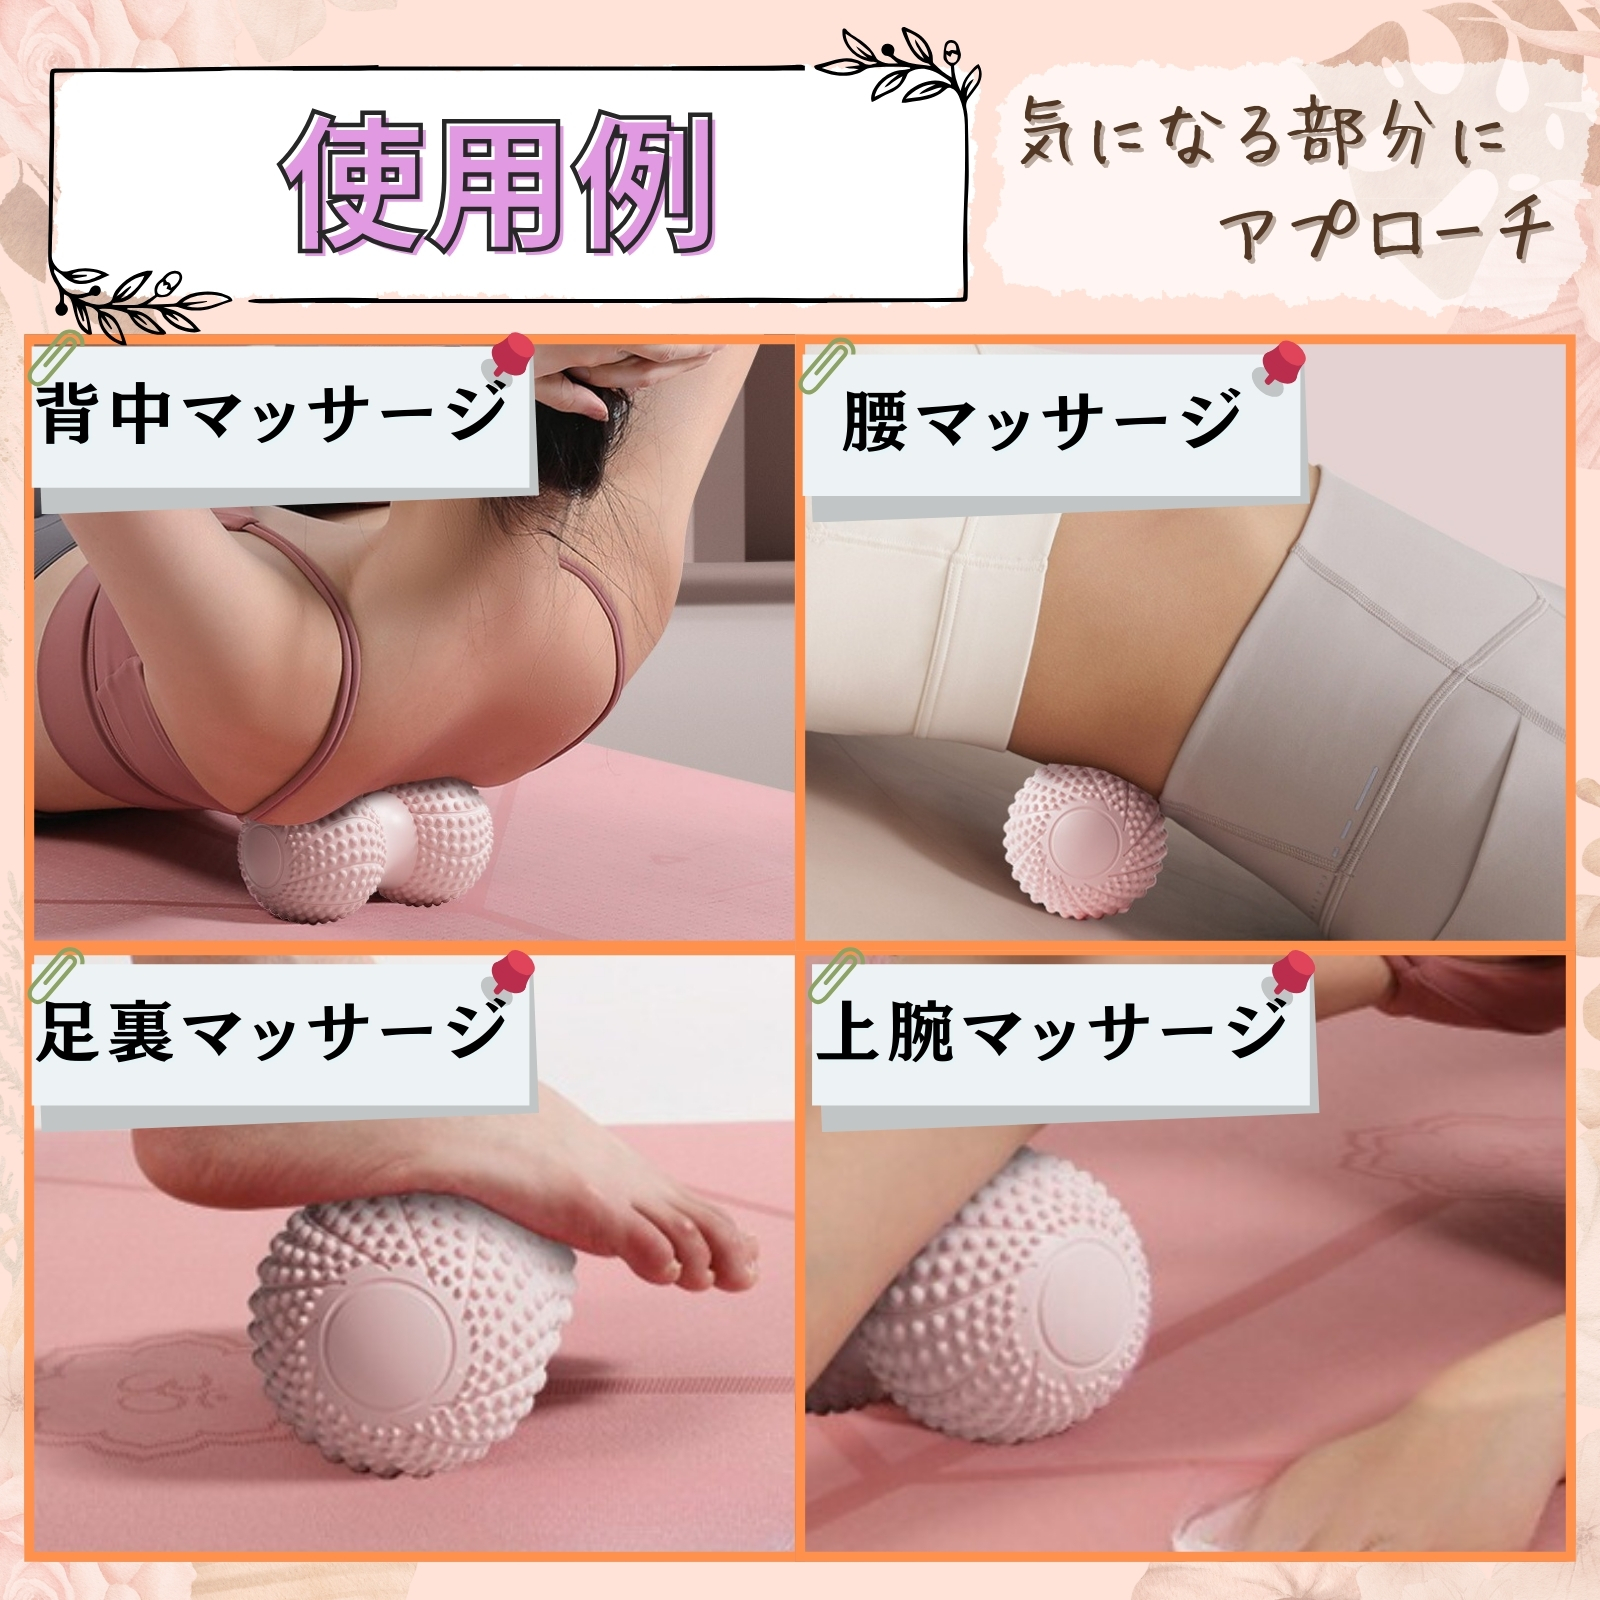 使用例
気になる部分に
アプローチ
背中マッサージ
腰マッサージ
足裏マッサージ
上腕マッサージ